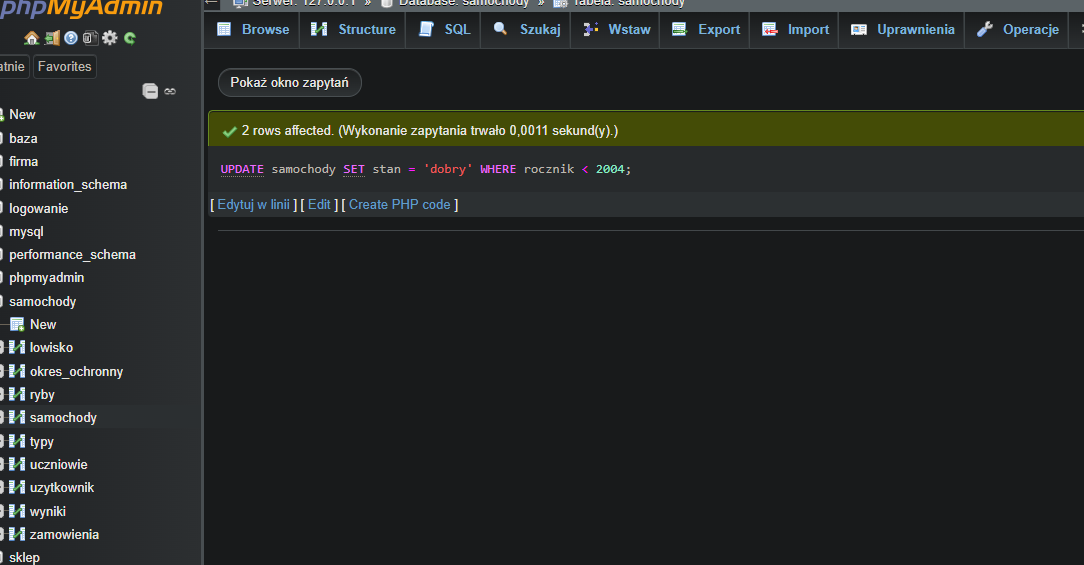 phpMyAdmin
atnie Favorites
New
baza
firma
information_schema
logowanie
mysql
performance_schema
phpmyadmin
samochody
New
lowisko
okres_ochronny
ryby
samochody
typy
uczniowie
uzytkownik
wyniki
zamowienia
sklep
Serwer: 127.0.0.1 » Database: samochody » Tabela: samochody
Browse Structure SQL Szukaj Wstaw Export Import Uprawnienia Operacje
Pokaż okno zapytań
2 rows affected. (Wykonanie zapytania trwało 0,0011 sekund(y).)
UPDATE samochody SET stan = 'dobry' WHERE rocznik < 2004;
[ Edytuj w linii ] [ Edit ] [ Create PHP code ]